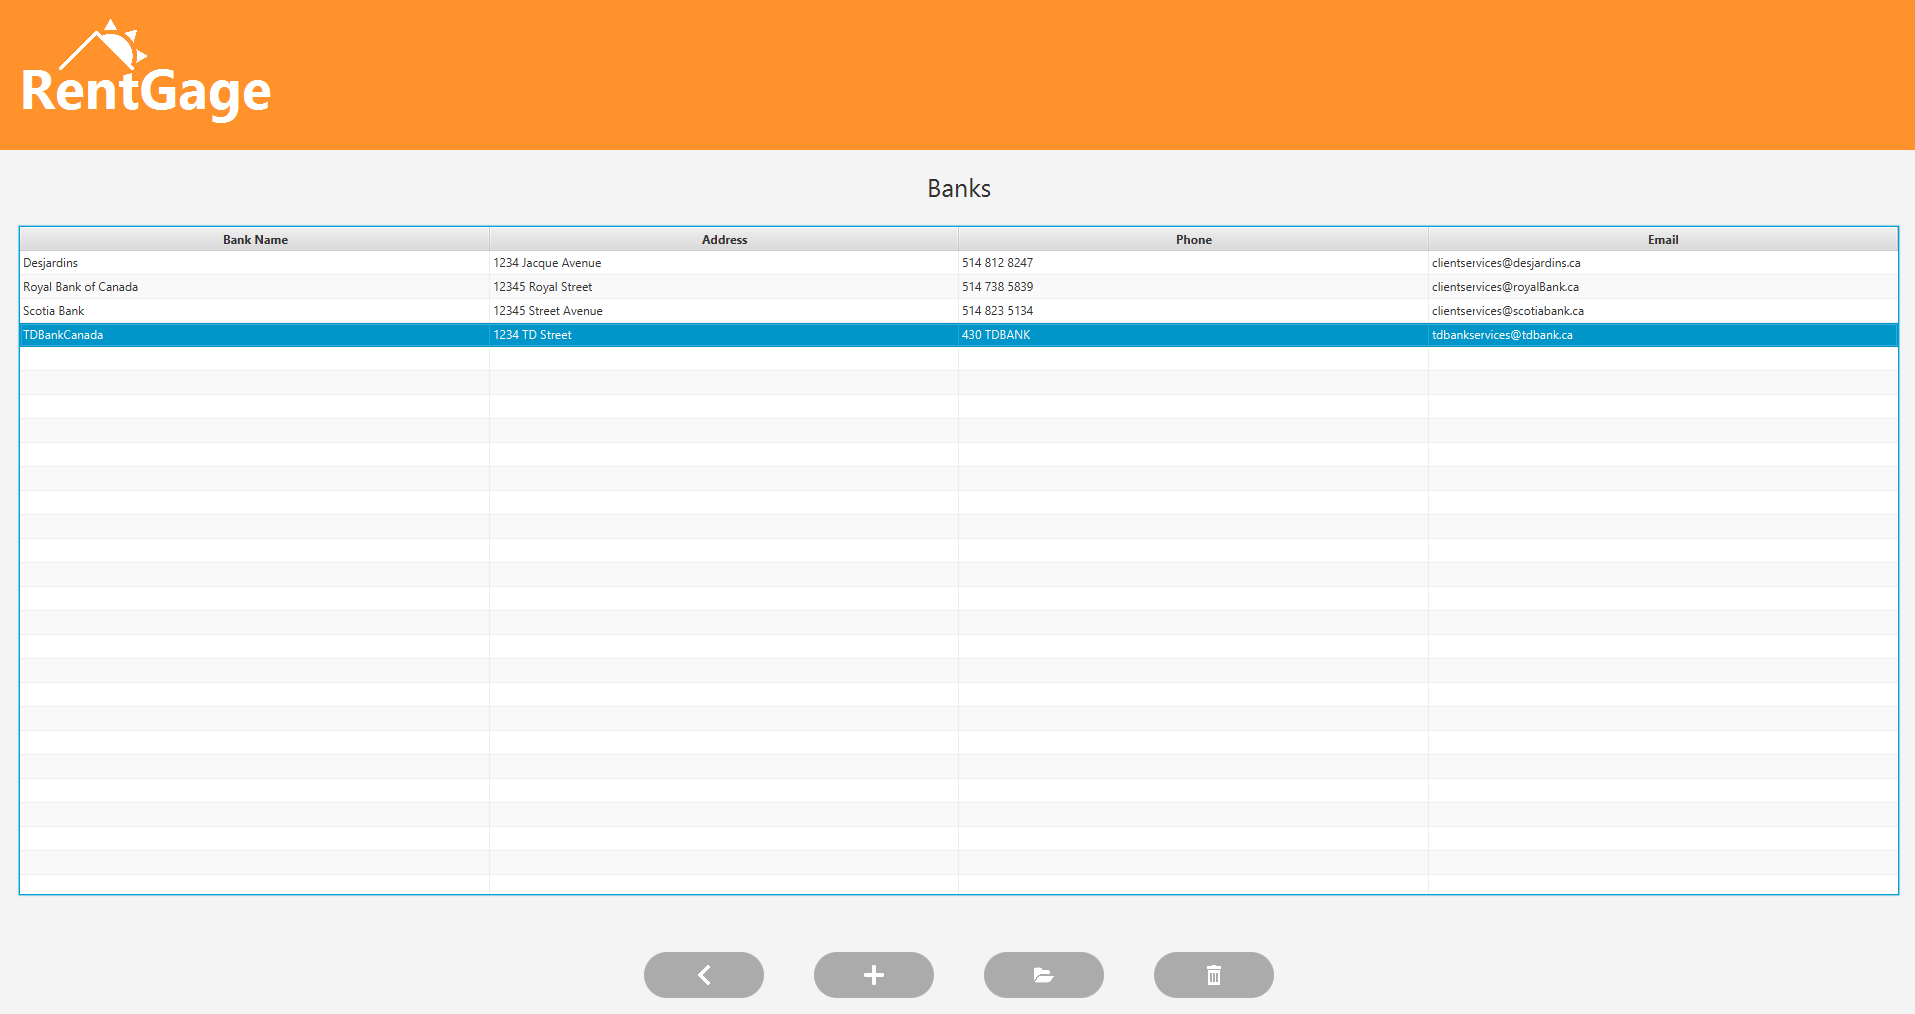 RentGage
Banks
Bank Name Address Phone Email
Desjardins 1234 Jacque Avenue 514 812 8247 clientservices@desjardins.ca
Royal Bank of Canada 12345 Royal Street 514 738 5839 clientservices@royalBank.ca
Scotia Bank 12345 Street Avenue 514 823 5134 clientservices@scotiabank.ca
TDBankCanada 1234 TD Street 430 TDBANK tdbankservices@tdbank.ca